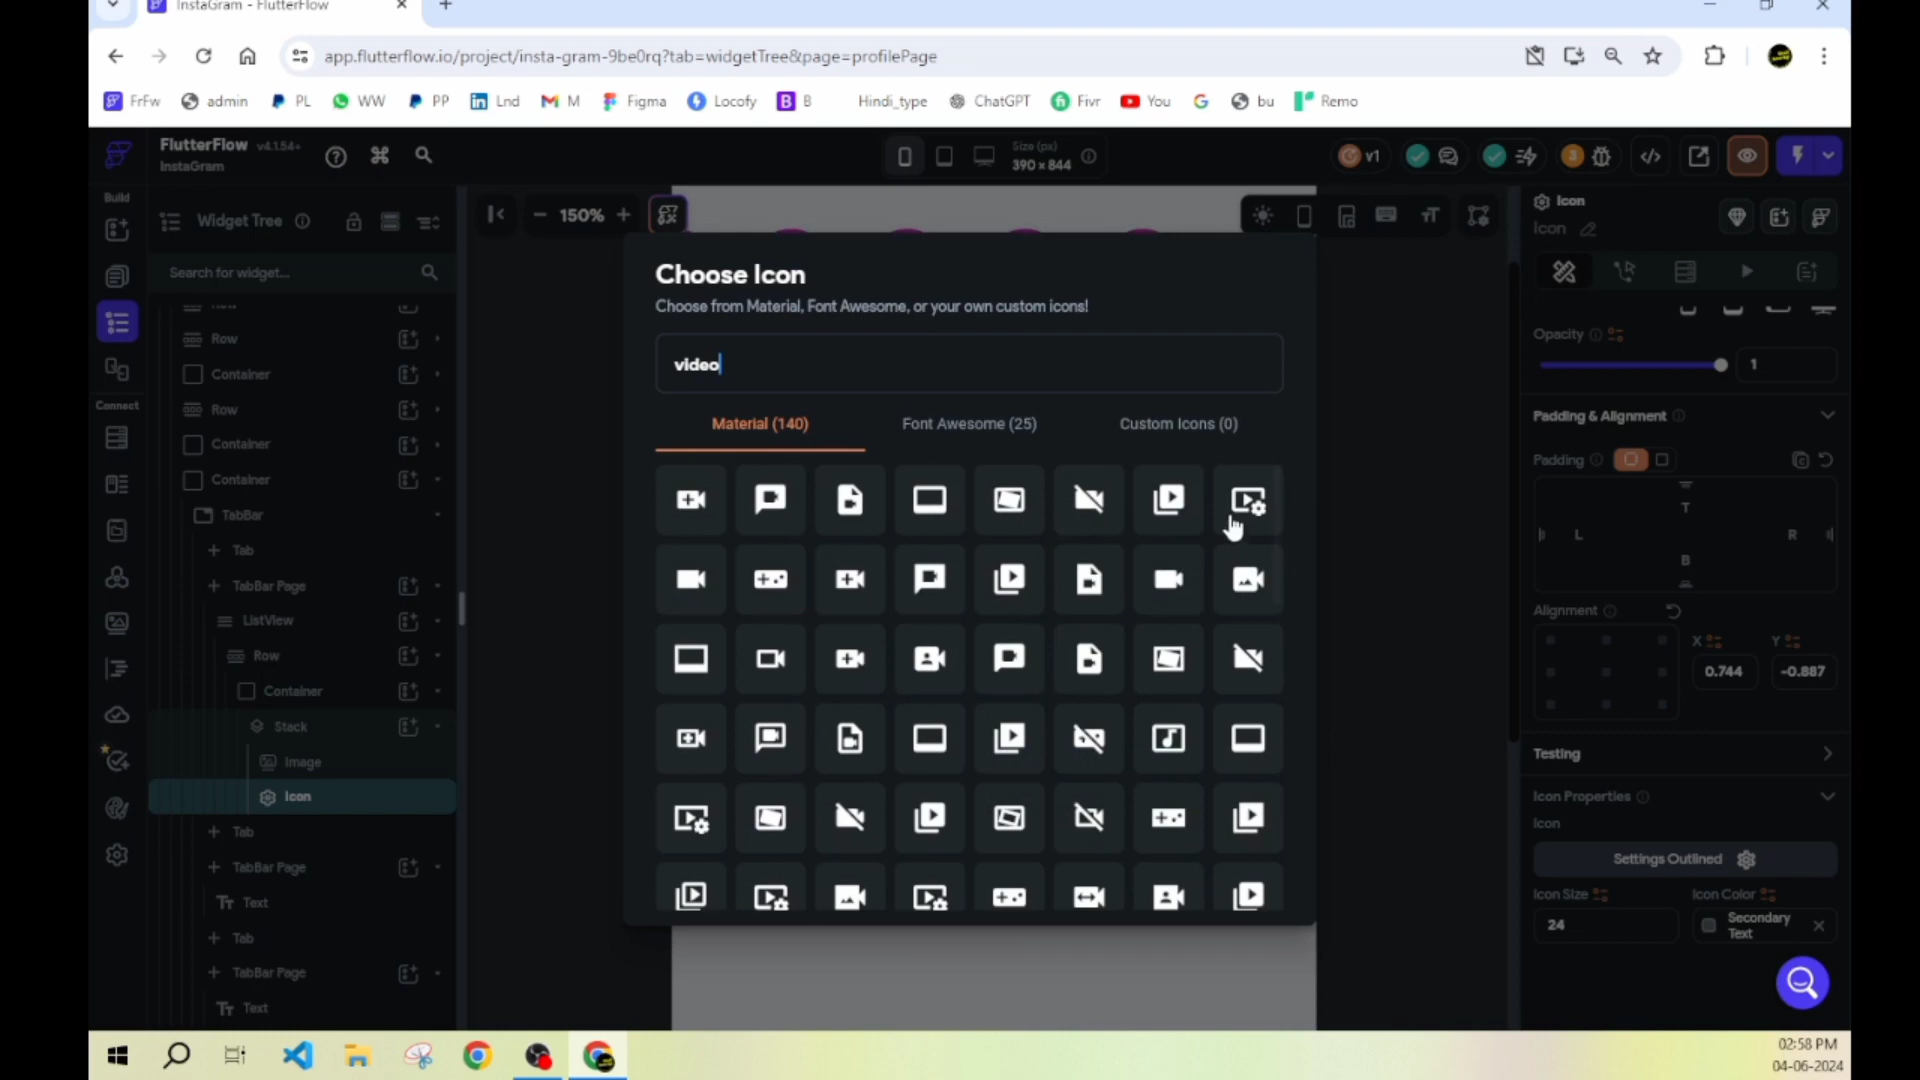 InstaGram - FlutterFlow
app.flutterflow.io/project/insta-gram-9be0rq?tab=widgetTree&page=profilePage
FrFw admin PL WW PP Lnd M Figma Locofy B Hindi_type ChatGPT Fivr You bu Remo
FlutterFlow v4.1.54+
InstaGram
Size (px)
390 × 844
v1
3
Build
Widget Tree
150%
Search for widget...
Row
Container
Row
Connect
Container
Container
TabBar
Tab
TabBar Page
ListView
Row
Container
Stack
Image
Icon
Tab
TabBar Page
Text
Tab
TabBar Page
Text
Choose Icon
Choose from Material, Font Awesome, or your own custom icons!
video
Material (140) Font Awesome (25) Custom Icons (0)
Icon
Icon
Opacity
1
Padding & Alignment
Padding
T
L R
B
Alignment
X Y
0.744 -0.887
Testing
Icon Properties
Icon
Settings Outlined
Icon Size Icon Color
24 Secondary Text
02:58 PM
04-06-2024